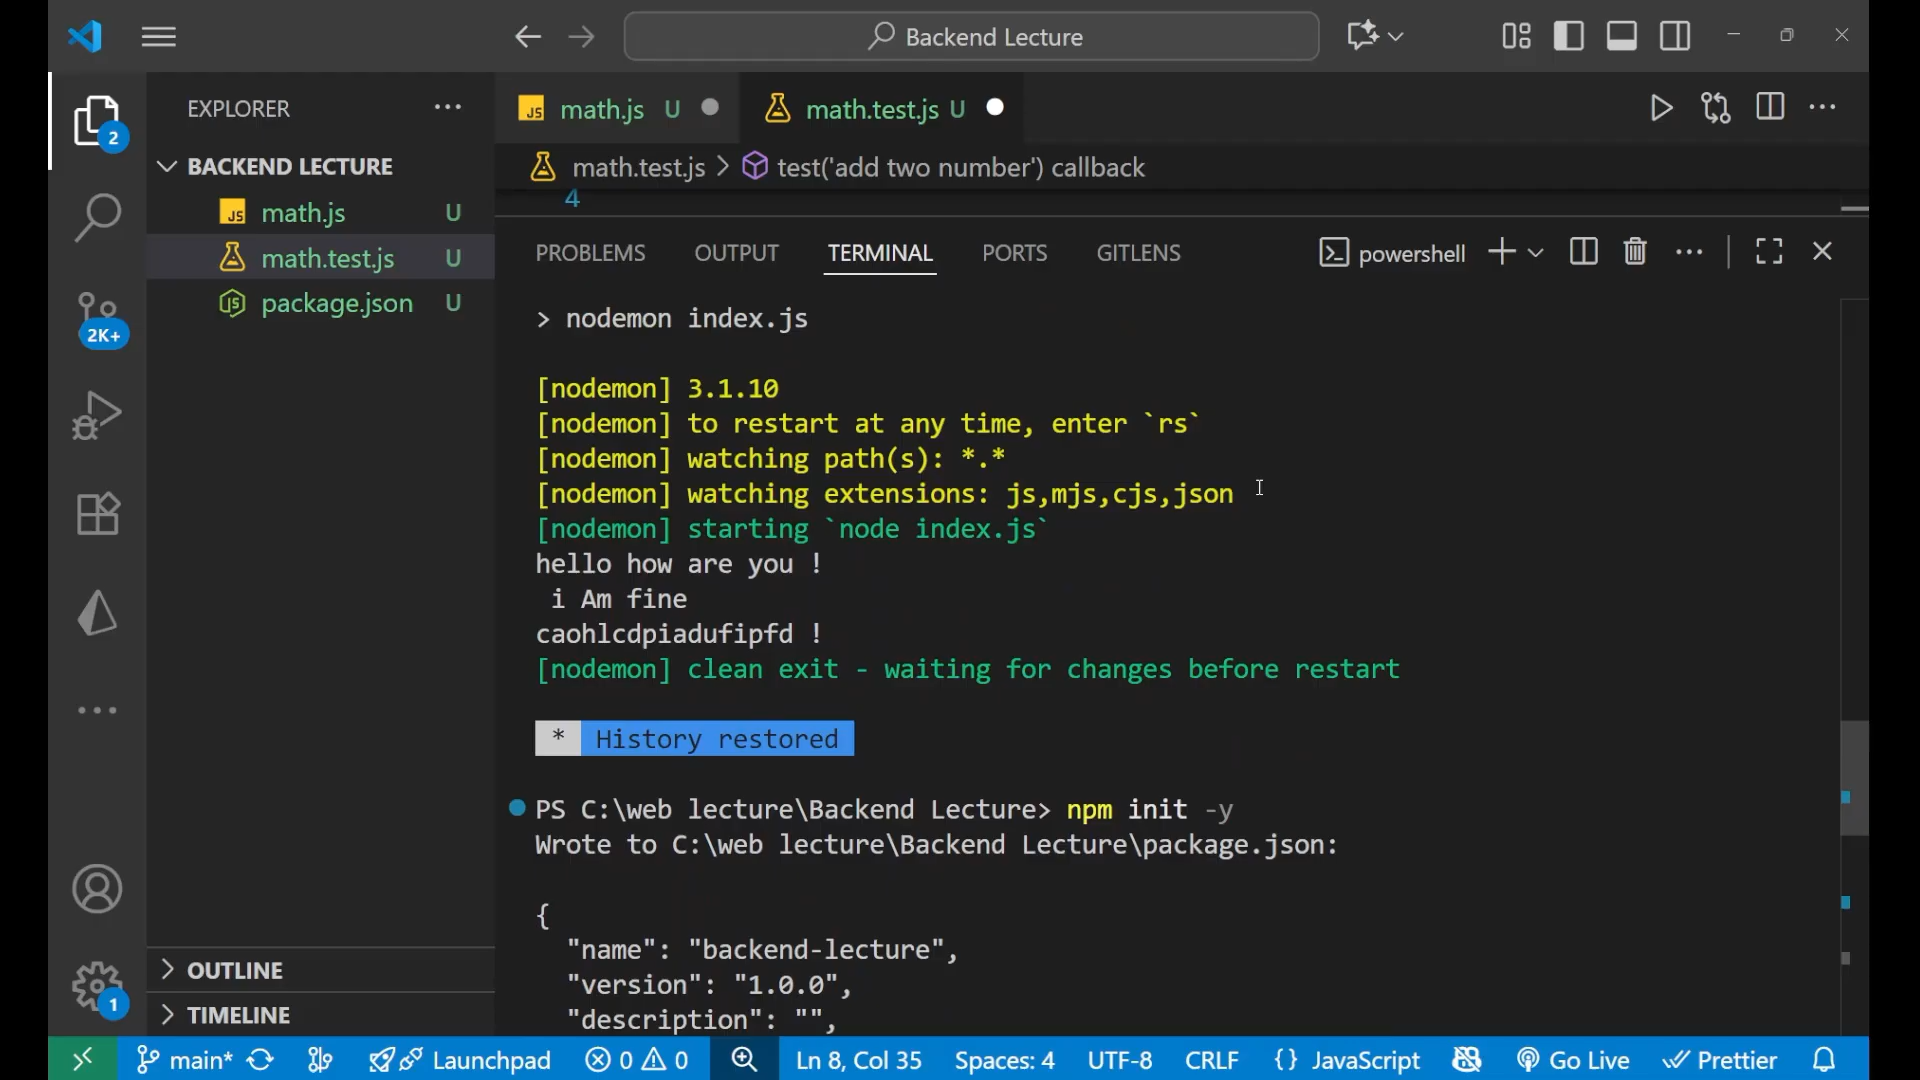 Backend Lecture
EXPLORER
math.js U
math.test.js U
2
BACKEND LECTURE
math.test.js > test('add two number') callback
4
math.js U
math.test.js U
package.json U
PROBLEMS OUTPUT TERMINAL PORTS GITLENS
powershell
2K+
> nodemon index.js
[nodemon] 3.1.10
[nodemon] to restart at any time, enter `rs`
[nodemon] watching path(s): *.*
[nodemon] watching extensions: js,mjs,cjs,json
[nodemon] starting `node index.js`
hello how are you !
i Am fine
caohlcdpiadufipfd !
[nodemon] clean exit - waiting for changes before restart
* History restored
PS C:\web lecture\Backend Lecture> npm init -y
Wrote to C:\web lecture\Backend Lecture\package.json:
{
"name": "backend-lecture",
"version": "1.0.0",
"description": "",
OUTLINE
1
TIMELINE
main* Launchpad 0 0 Ln 8, Col 35 Spaces: 4 UTF-8 CRLF {} JavaScript Go Live Prettier